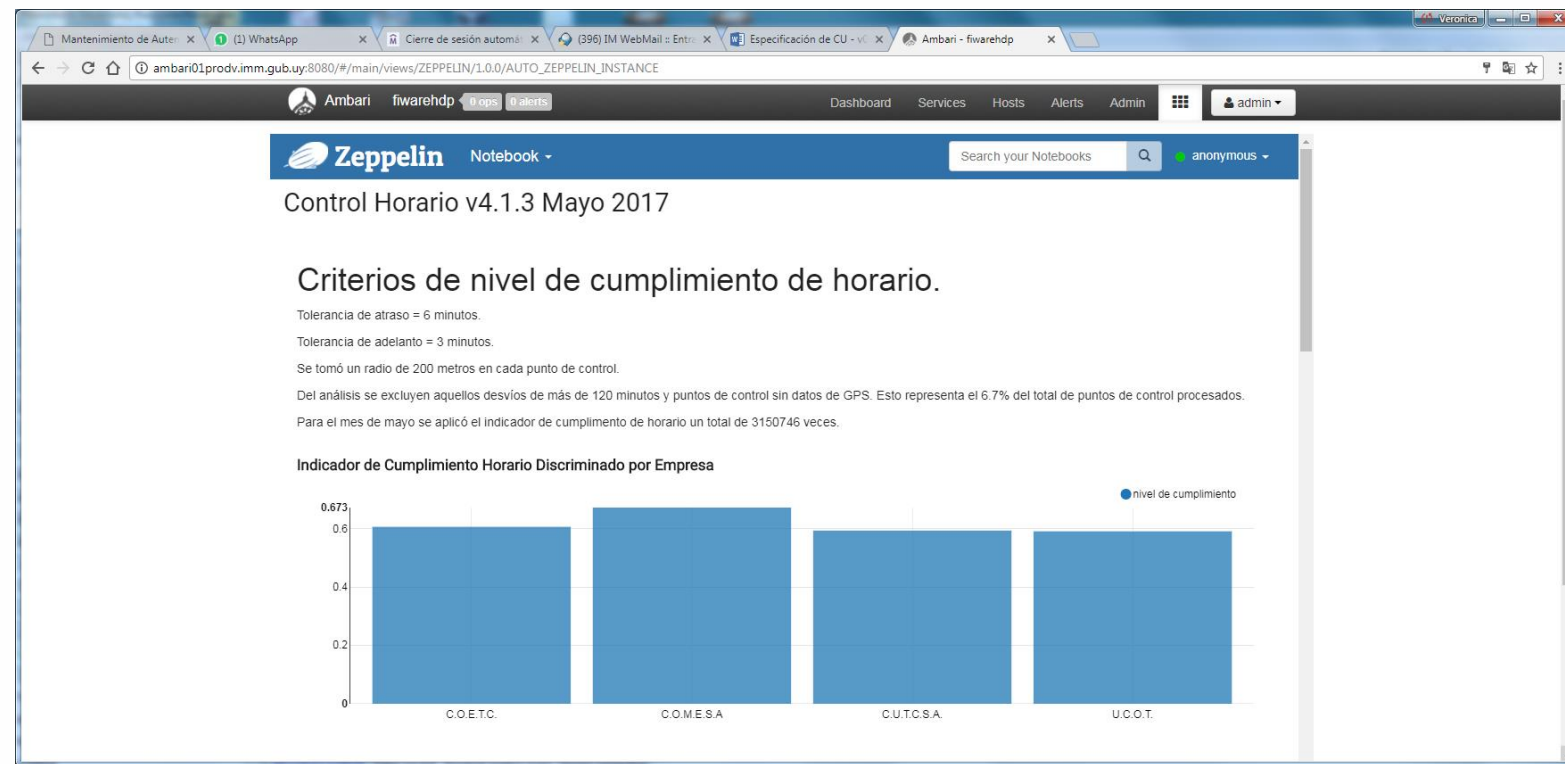 Veronica
Mantenimiento de Auten
(1) WhatsApp
Cierre de sesión automá
(396) IM WebMail :: Entra
Especificación de CU - v0
Ambari - fiwarehdp
ambari01prodv.imm.gub.uy:8080/#/main/views/ZEPPELIN/1.0.0/AUTO_ZEPPELIN_INSTANCE
Ambari fiwarehdp 0 ops 0 alerts Dashboard Services Hosts Alerts Admin admin
Zeppelin Notebook Search your Notebooks anonymous
Control Horario v4.1.3 Mayo 2017
Criterios de nivel de cumplimiento de horario.
Tolerancia de atraso = 6 minutos.
Tolerancia de adelanto = 3 minutos.
Se tomó un radio de 200 metros en cada punto de control.
Del análisis se excluyen aquellos desvíos de más de 120 minutos y puntos de control sin datos de GPS. Esto representa el 6.7% del total de puntos de control procesados.
Para el mes de mayo se aplicó el indicador de cumplimento de horario un total de 3150746 veces.
Indicador de Cumplimiento Horario Discriminado por Empresa
nivel de cumplimiento
0.673
0.6
0.4
0.2
0
C.O.E.T.C. C.O.M.E.S.A C.U.T.C.S.A. U.C.O.T.